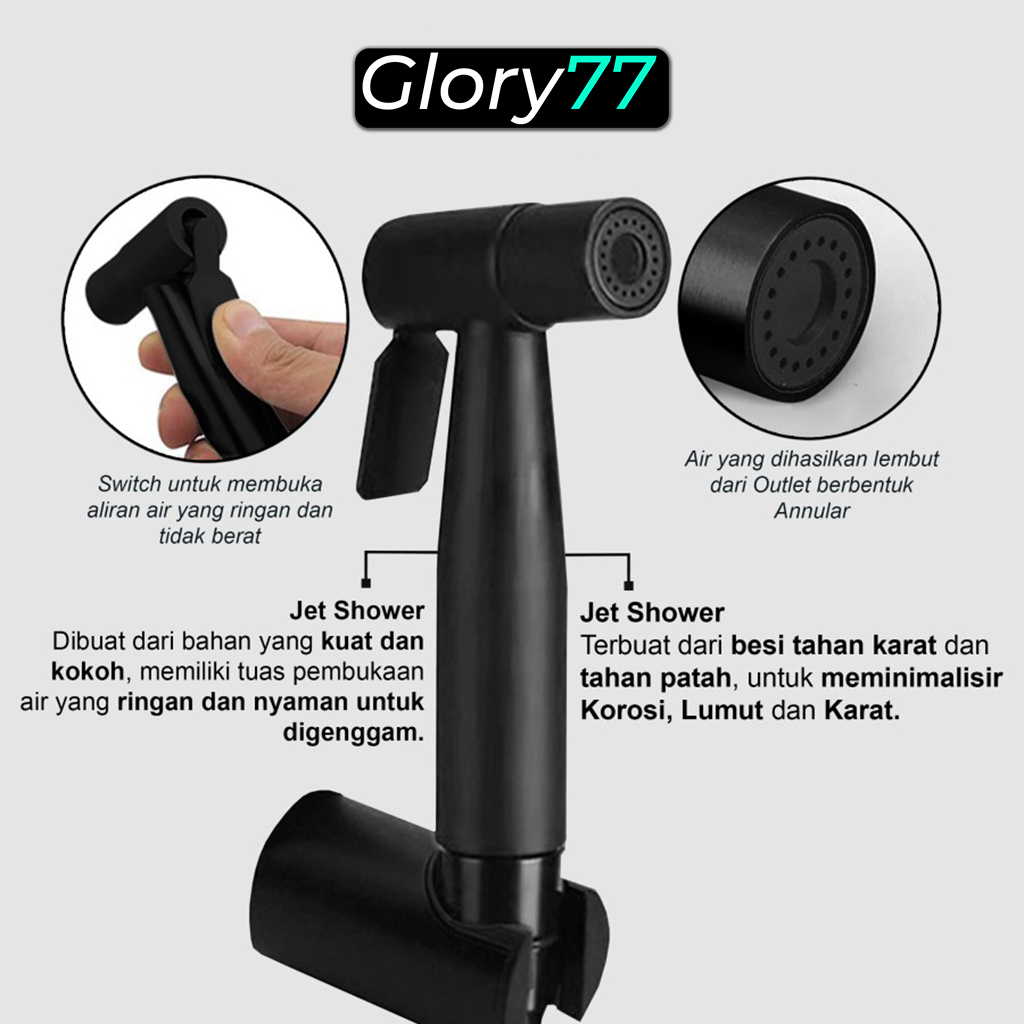 Glory77
Switch untuk membuka
aliran air yang ringan dan
tidak berat
Air yang dihasilkan lembut
dari Outlet berbentuk
Annular
Jet Shower
Dibuat dari bahan yang kuat dan
kokoh, memiliki tuas pembukaan
air yang ringan dan nyaman untuk
digenggam.
Jet Shower
Terbuat dari besi tahan karat dan
tahan patah, untuk meminimalisir
Korosi, Lumut dan Karat.